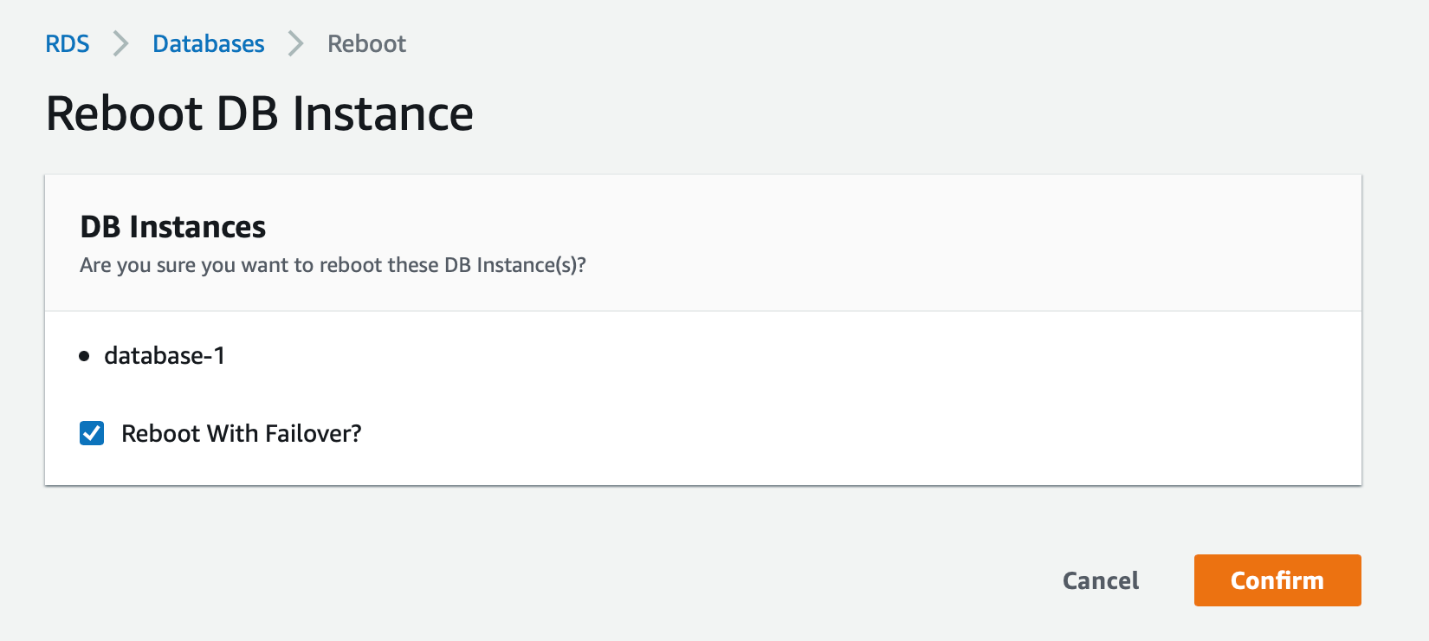 RDS > Databases > Reboot
Reboot DB Instance
DB Instances
Are you sure you want to reboot these DB Instance(s)?
• database-1
Reboot With Failover?
Cancel Confirm